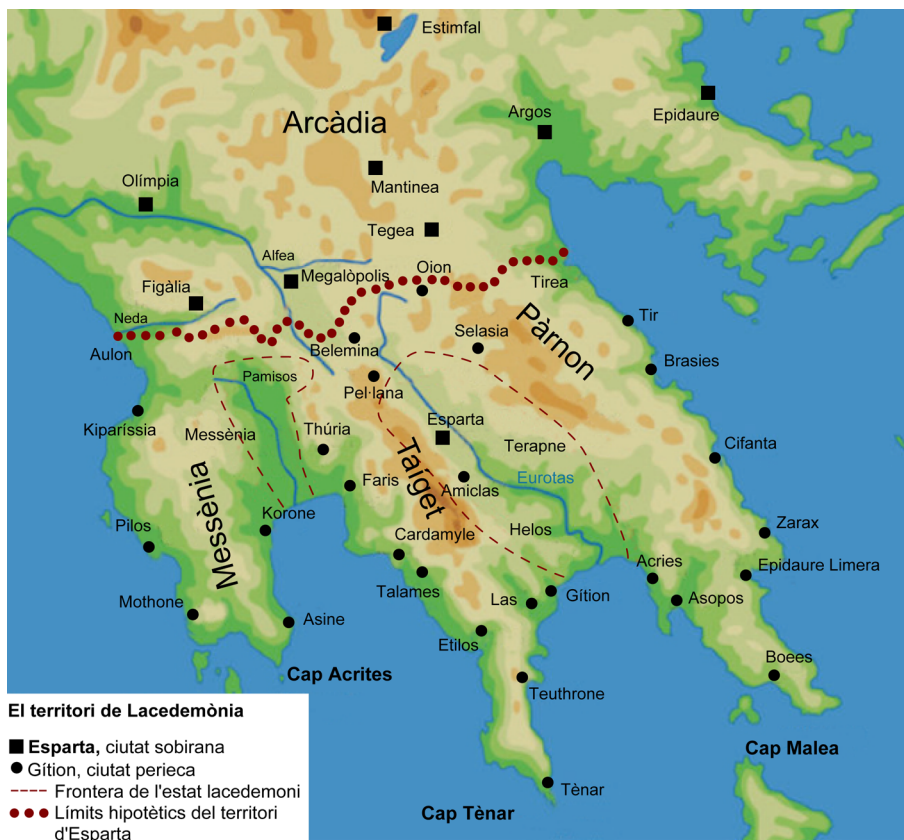 Estimfal
Arcàdia
Argos
Epidaure
Mantinea
Olímpia
Tegea
Alfea
Megalòpolis
Oion
Tirea
Figàlia
Neda
Aulon
Belemina
Selasia
Pàrnon
Tir
Brasies
Pamisos
Pel·lana
Kiparíssia
Messènia
Thúria
Esparta
Terapne
Cifanta
Taiget
Eurotas
Faris
Amiclas
Messènia
Korone
Pilos
Cardamyle
Helos
Zarax
Acries
Epidaure Limera
Talames
Las
Gítion
Asopos
Mothone
Asine
Etilos
Boees
Cap Acrites
Teuthrone
Cap Malea
Tènar
Cap Tènar
El territori de Lacedemònia
Esparta, ciutat sobirana
Gítion, ciutat perieca
Frontera de l'estat lacedemoni
Límits hipotètics del territori
d'Esparta